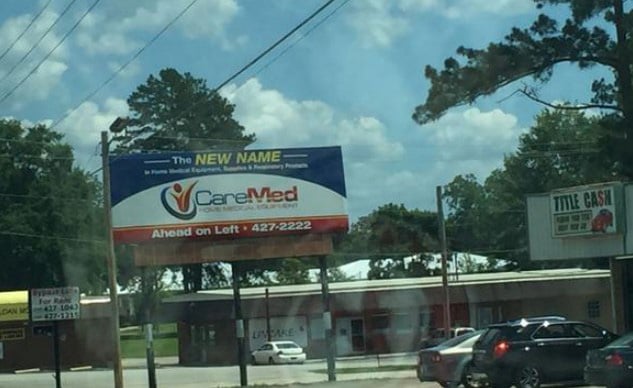 The NEW NAME
In Home Medical Equipment, Supplies & Respiratory Products
CareMed
HOME MEDICAL EQUIPMENT
Ahead on Left • 427-2222
TITLE CASH
For Rent
427-1043
427-1215